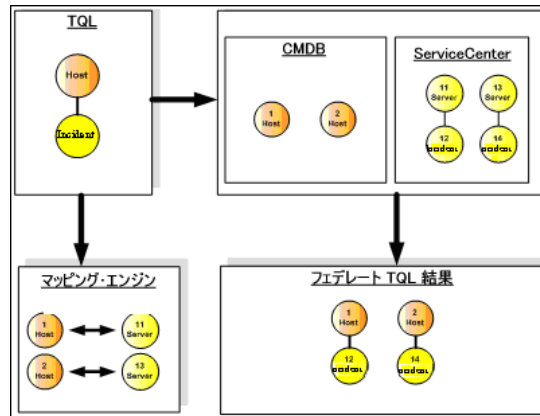 TQL
Host
Incident
CMDB
1
Host
2
Host
ServiceCenter
11
Server
13
Server
12
14
マッピング・エンジン
1
Host
11
Server
2
Host
13
Server
フェデレート TQL 結果
1
Host
2
Host
12
14